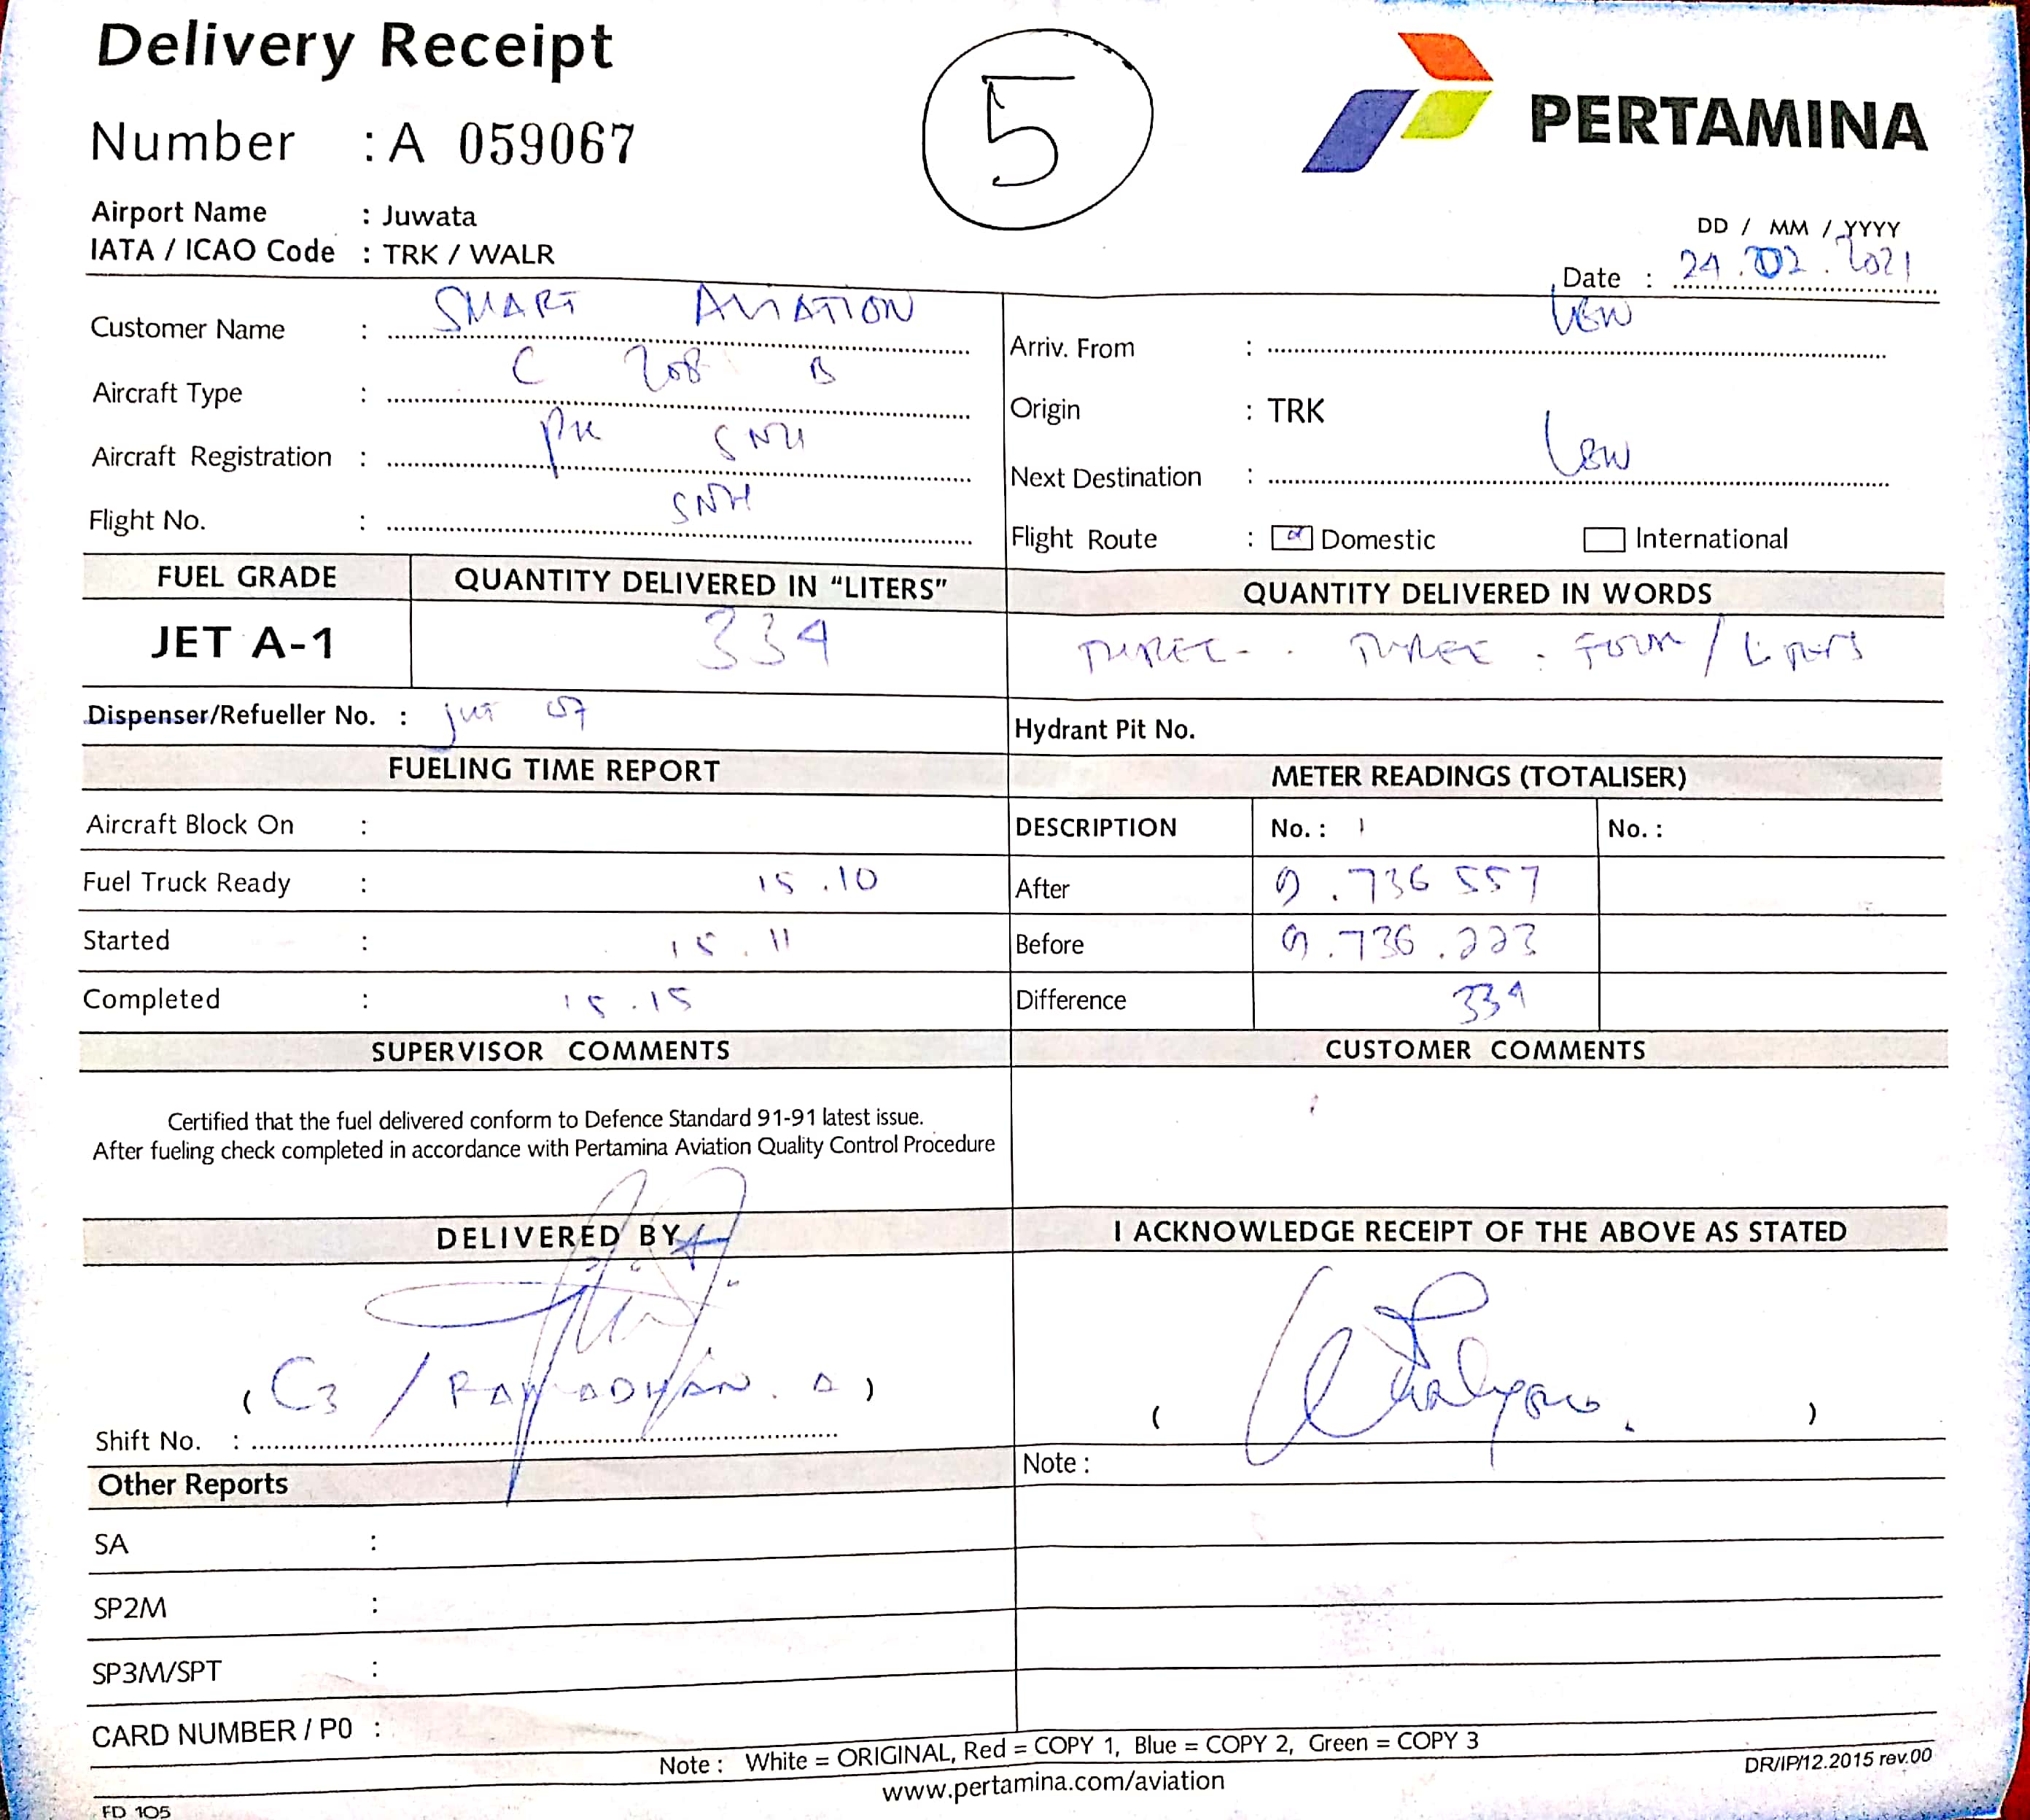 Delivery Receipt
5
PERTAMINA
Number : A 059067
Airport Name : Juwata
IATA / ICAO Code : TRK / WALR
DD / MM / YYYY
Date : 24.02.2021
Customer Name : SMART AVIATION
Arriv. From : LBW
Aircraft Type : C 208 B
Origin : TRK
Aircraft Registration : PK SNH
Next Destination : LBW
Flight No. : SNH
Flight Route : Domestic International
FUEL GRADE QUANTITY DELIVERED IN "LITERS" QUANTITY DELIVERED IN WORDS
JET A-1 334 THREE . THREE . FOUR / LITERS
Dispenser/Refueller No. : 07
Hydrant Pit No.
FUELING TIME REPORT METER READINGS (TOTALISER)
Aircraft Block On : DESCRIPTION No. : 1 No. :
Fuel Truck Ready : 15.10 After 9.736 557
Started : 15.11 Before 9.736.223
Completed : 15.15 Difference 334
SUPERVISOR COMMENTS CUSTOMER COMMENTS
Certified that the fuel delivered conform to Defence Standard 91-91 latest issue.
After fueling check completed in accordance with Pertamina Aviation Quality Control Procedure
DELIVERED BY I ACKNOWLEDGE RECEIPT OF THE ABOVE AS STATED
( C3 / RAMADHAN. A ) ( )
Shift No. :
Note :
Other Reports
SA :
SP2M :
SP3M/SPT :
CARD NUMBER / P0 :
Note : White = ORIGINAL, Red = COPY 1, Blue = COPY 2, Green = COPY 3
www.pertamina.com/aviation
DR/IP/12.2015 rev.00
FD 105